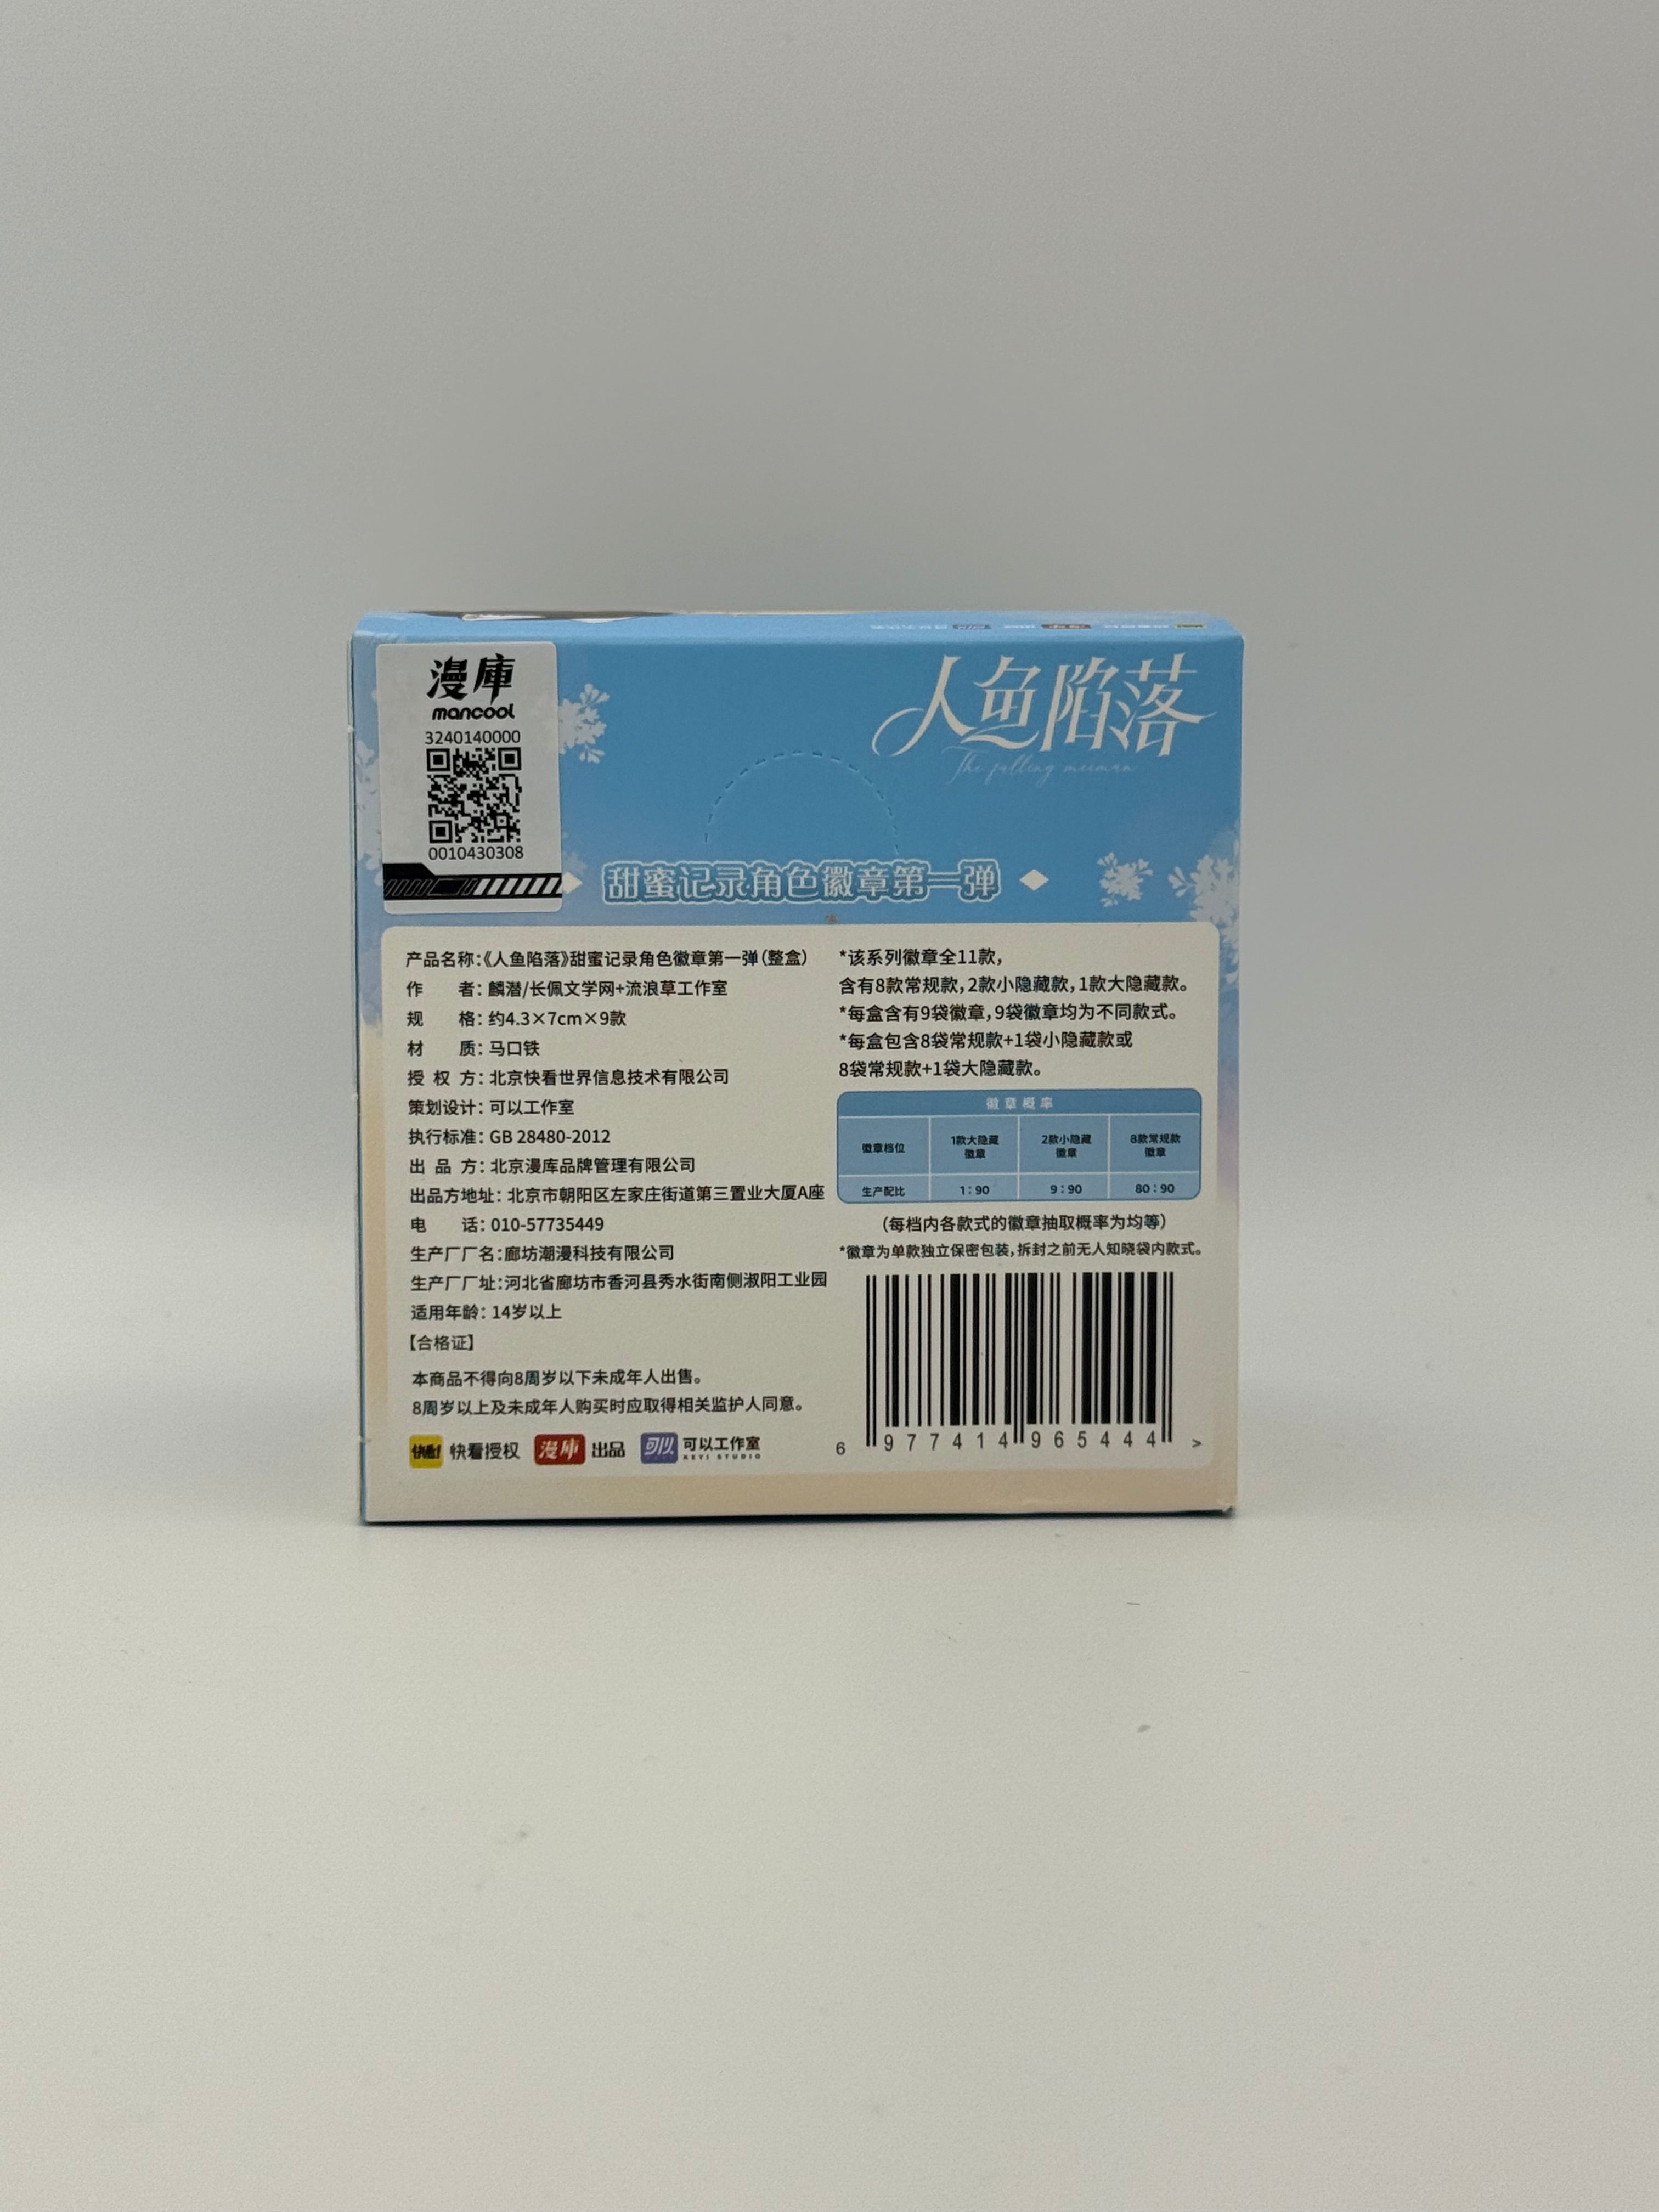 漫庫
mancool
3240140000
0010430308
人鱼陷落
The falling merman
甜蜜记录角色徽章第一弹
产品名称:《人鱼陷落》甜蜜记录角色徽章第一弹(整盒)
作 者:麟潜/长佩文学网+流浪草工作室
规 格:约4.3×7cm×9款
材 质:马口铁
授 权 方:北京快看世界信息技术有限公司
策划设计:可以工作室
执行标准:GB 28480-2012
出 品 方:北京漫库品牌管理有限公司
出品方地址:北京市朝阳区左家庄街道第三置业大厦A座
电 话:010-57735449
生产厂厂名:廊坊潮漫科技有限公司
生产厂厂址:河北省廊坊市香河县秀水街南侧淑阳工业园
适用年龄:14岁以上
【合格证】
本商品不得向8周岁以下未成年人出售。
8周岁以上及未成年人购买时应取得相关监护人同意。
快看! 快看授权 漫庫 出品 可以 可以工作室
KEYI STUDIO
*该系列徽章全11款,
含有8款常规款,2款小隐藏款,1款大隐藏款。
*每盒含有9袋徽章,9袋徽章均为不同款式。
*每盒包含8袋常规款+1袋小隐藏款或
8袋常规款+1袋大隐藏款。
徽章概率
徽章档位 1款大隐藏徽章 2款小隐藏徽章 8款常规款徽章
生产配比 1:90 9:90 80:90
(每档内各款式的徽章抽取概率为均等)
*徽章为单款独立保密包装,拆封之前无人知晓袋内款式。
6 977414 965444 >